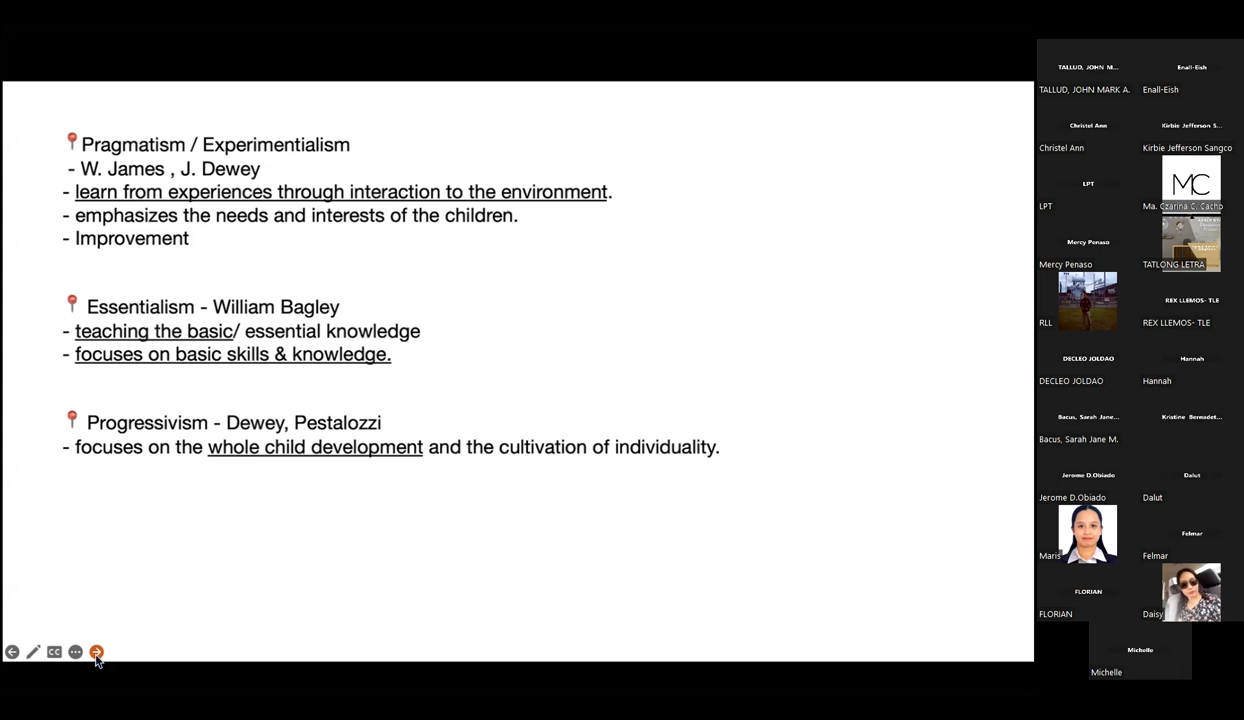 📍Pragmatism / Experimentialism
- W. James , J. Dewey
- learn from experiences through interaction to the environment.
- emphasizes the needs and interests of the children.
- Improvement
📍 Essentialism - William Bagley
- teaching the basic/ essential knowledge
- focuses on basic skills & knowledge.
📍 Progressivism - Dewey, Pestalozzi
- focuses on the whole child development and the cultivation of individuality.
CC
TALLUD, JOHN M...
TALLUD, JOHN MARK A.
Enall-Eish
Enall-Eish
Christel Ann
Christel Ann
Kirbie Jefferson S...
Kirbie Jefferson Sangco
LPT
LPT
MC
Ma. Czarina C. Cacho
Mercy Penaso
Mercy Penaso
TATLONG LETRA
RLL
REX LLEMOS- TLE
REX LLEMOS- TLE
DECLEO JOLDAO
DECLEO JOLDAO
Hannah
Hannah
Bacus, Sarah Jane...
Bacus, Sarah Jane M.
Kristine Bernadet...
Jerome D.Obiado
Jerome D.Obiado
Dalut
Dalut
Maris
Felmar
Felmar
FLORIAN
FLORIAN
Daisy
Michelle
Michelle